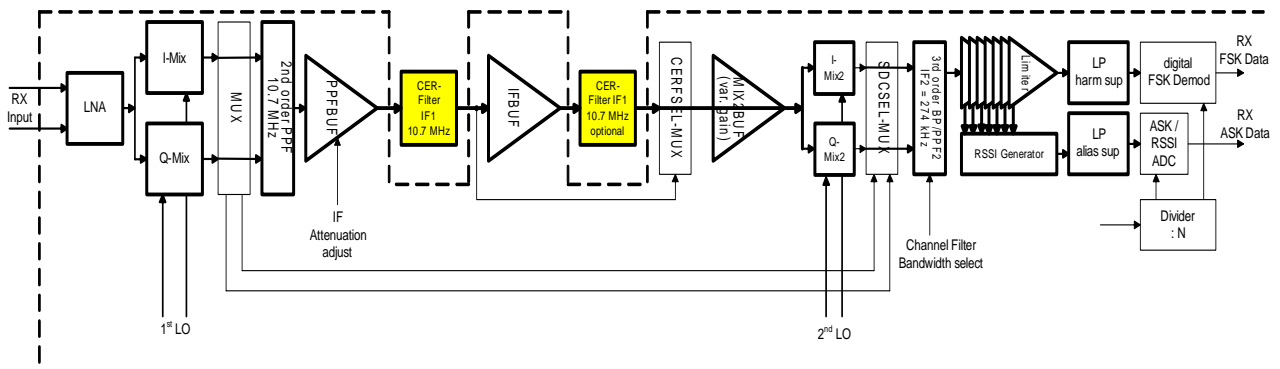 RX
Input
LNA
I-Mix
Q-Mix
MUX
2nd order PPF
10.7 MHz
PPFBUF
IF
Attenuation
adjust
1st LO
CER-
Filter
IF1
10.7 MHz
IFBUF
CER-
Filter IF1
10.7 MHz
optional
CERFSEL-MUX
MIX2BUF
(var. gain)
I-
Mix2
Q-
Mix2
2nd LO
SDCSEL-MUX
3rd order BP/PPF2
IF2 = 274 kHz
Channel Filter
Bandwidth select
Limiter
RSSI Generator
LP
harm sup
LP
alias sup
digital
FSK Demod
ASK /
RSSI
ADC
Divider
: N
RX
FSK Data
RX
ASK Data